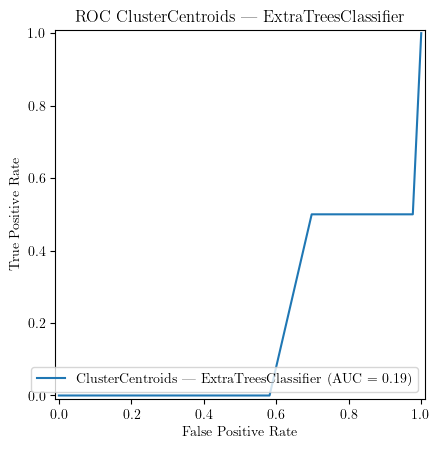 ROC ClusterCentroids — ExtraTreesClassifier
1.0
0.8
0.6
0.4
0.2
0.0
True Positive Rate
ClusterCentroids — ExtraTreesClassifier (AUC = 0.19)
0.0 0.2 0.4 0.6 0.8 1.0
False Positive Rate